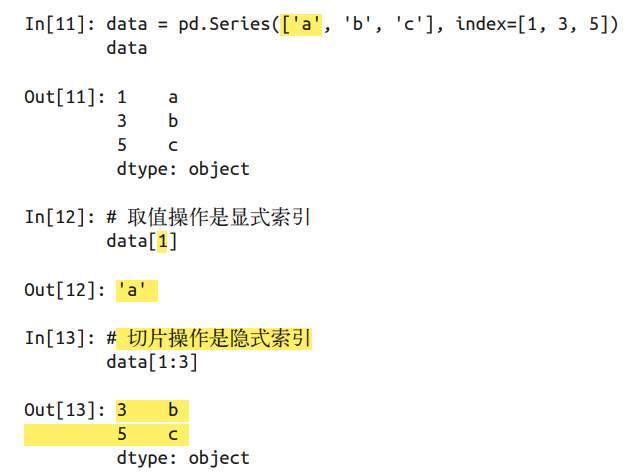 In[11]: data = pd.Series(['a', 'b', 'c'], index=[1, 3, 5])
data
Out[11]: 1 a
3 b
5 c
dtype: object
In[12]: # 取值操作是显式索引
data[1]
Out[12]: 'a'
In[13]: # 切片操作是隐式索引
data[1:3]
Out[13]: 3 b
5 c
dtype: object